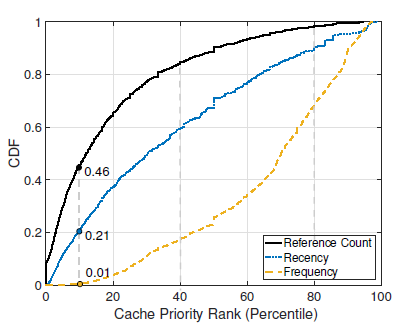 1
0.8
0.6
0.4
0.2
0
CDF
0.46
0.21
0.01
Reference Count
Recency
Frequency
0 20 40 60 80 100
Cache Priority Rank (Percentile)